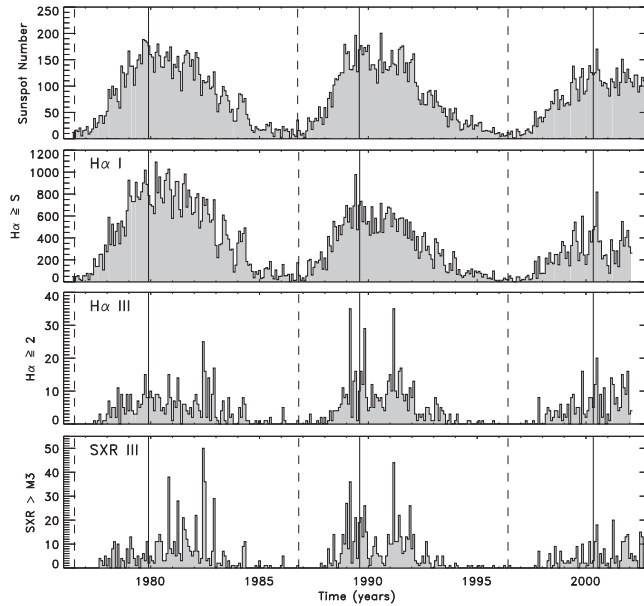 Sunspot Number
250
200
150
100
50
0
Hα I
Hα ≧ S
1200
1000
800
600
400
200
0
Hα III
Hα ≧ 2
40
30
20
10
0
SXR III
SXR > M3
50
40
30
20
10
0
1980 1985 1990 1995 2000
Time (years)